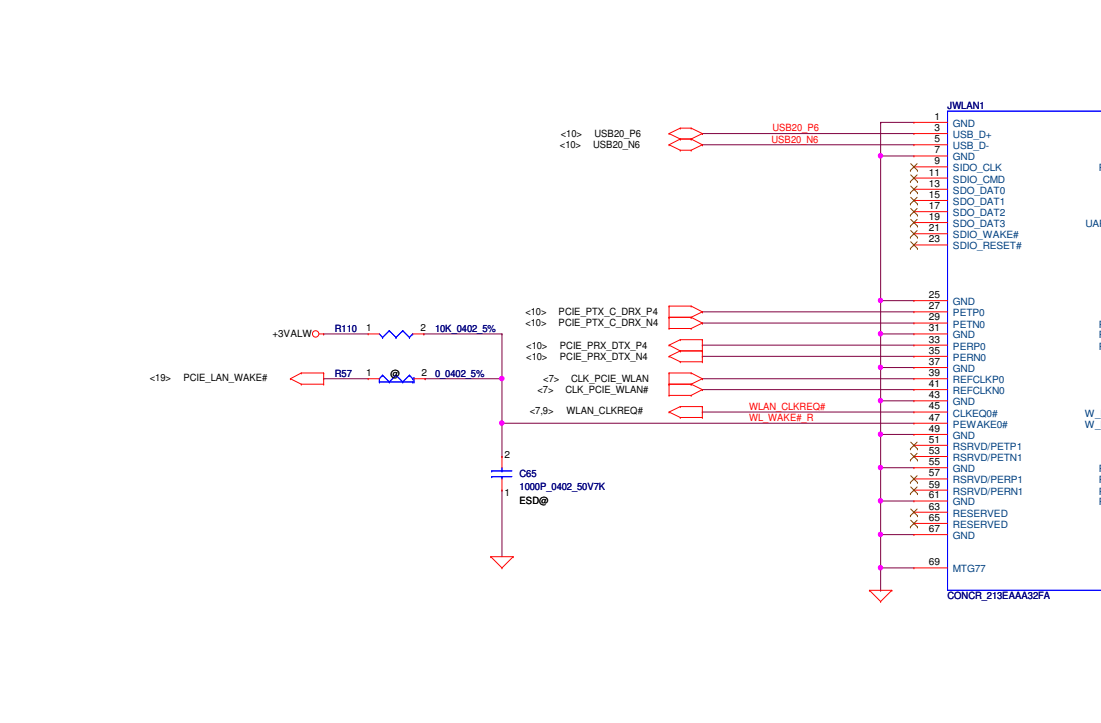 JWLAN1
1 GND
<10> USB20_P6 USB20_P6 3 USB_D+
<10> USB20_N6 USB20_N6 5 USB_D-
7 GND
9 SIDO_CLK
11 SDIO_CMD
13 SDO_DAT0
15 SDO_DAT1
17 SDO_DAT2
19 SDO_DAT3 UA
21 SDIO_WAKE#
23 SDIO_RESET#
25 GND
<10> PCIE_PTX_C_DRX_P4 27 PETP0
<10> PCIE_PTX_C_DRX_N4 29 PETN0
+3VALW R110 1 2 10K_0402_5% 31 GND
<10> PCIE_PRX_DTX_P4 33 PERP0
<10> PCIE_PRX_DTX_N4 35 PERN0
37 GND
<19> PCIE_LAN_WAKE# R57 1 @ 2 0_0402_5% <7> CLK_PCIE_WLAN 39 REFCLKP0
<7> CLK_PCIE_WLAN# 41 REFCLKN0
43 GND
<7,9> WLAN_CLKREQ# WLAN_CLKREQ# 45 CLKEQ0# W_
WL_WAKE#_R 47 PEWAKE0# W_
49 GND
51 RSRVD/PETP1
53 RSRVD/PETN1
2 55 GND
C65 57 RSRVD/PERP1
1000P_0402_50V7K 59 RSRVD/PERN1
1 ESD@ 61 GND
63 RESERVED
65 RESERVED
67 GND
69 MTG77
CONCR_213EAAA32FA